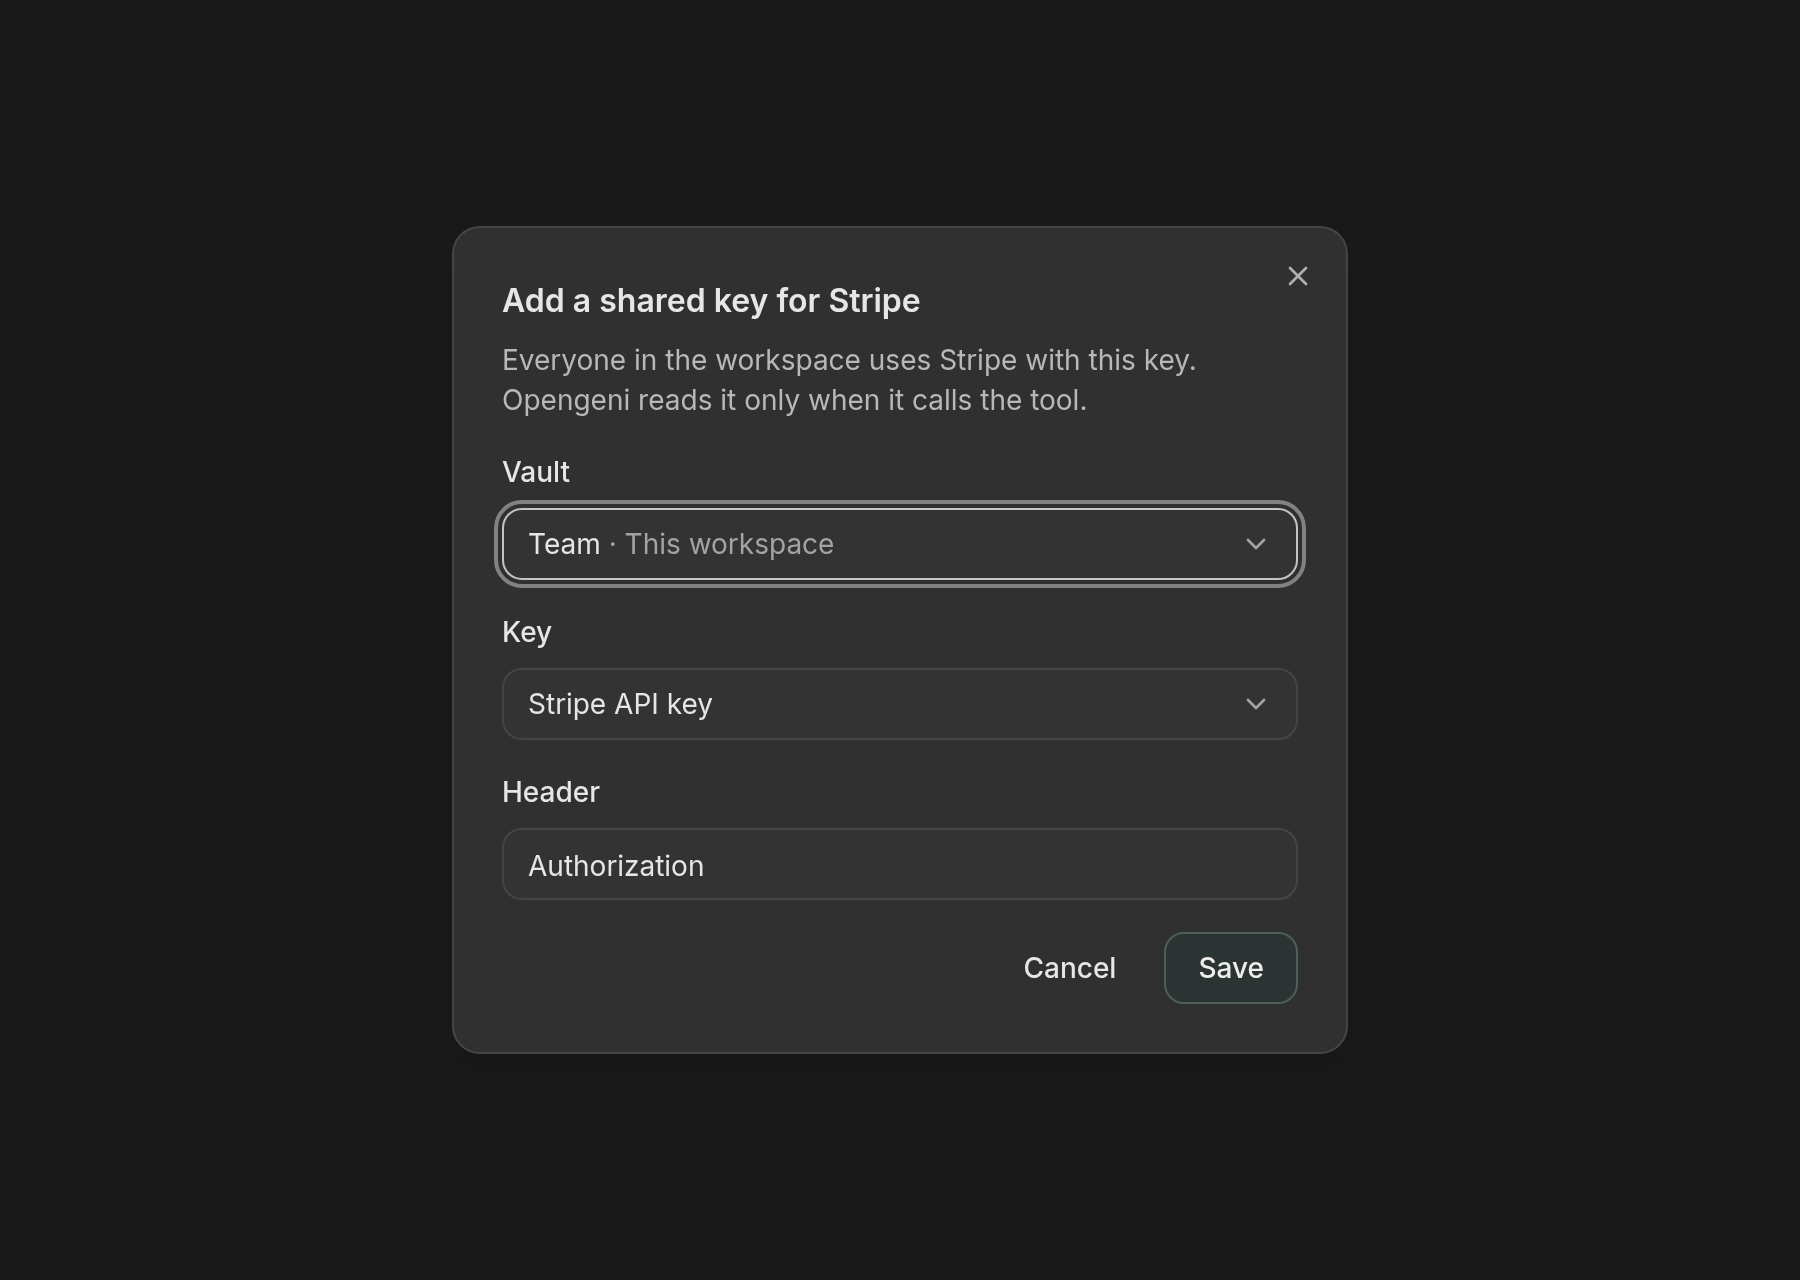 Add a shared key for Stripe
Everyone in the workspace uses Stripe with this key.
Opengeni reads it only when it calls the tool.
Vault
Team · This workspace
Key
Stripe API key
Header
Authorization
Cancel
Save